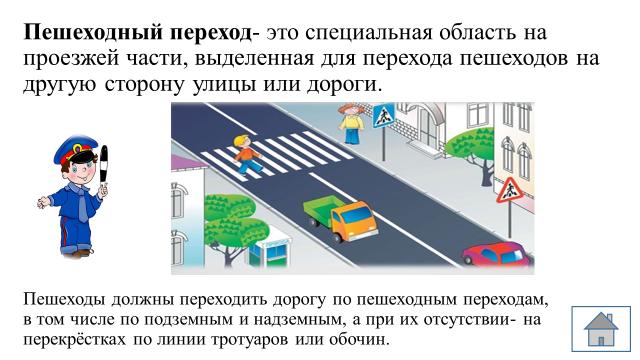 Пешеходный переход- это специальная область на
проезжей части, выделенная для перехода пешеходов на
другую сторону улицы или дороги.
Пешеходы должны переходить дорогу по пешеходным переходам,
в том числе по подземным и надземным, а при их отсутствии- на
перекрёстках по линии тротуаров или обочин.